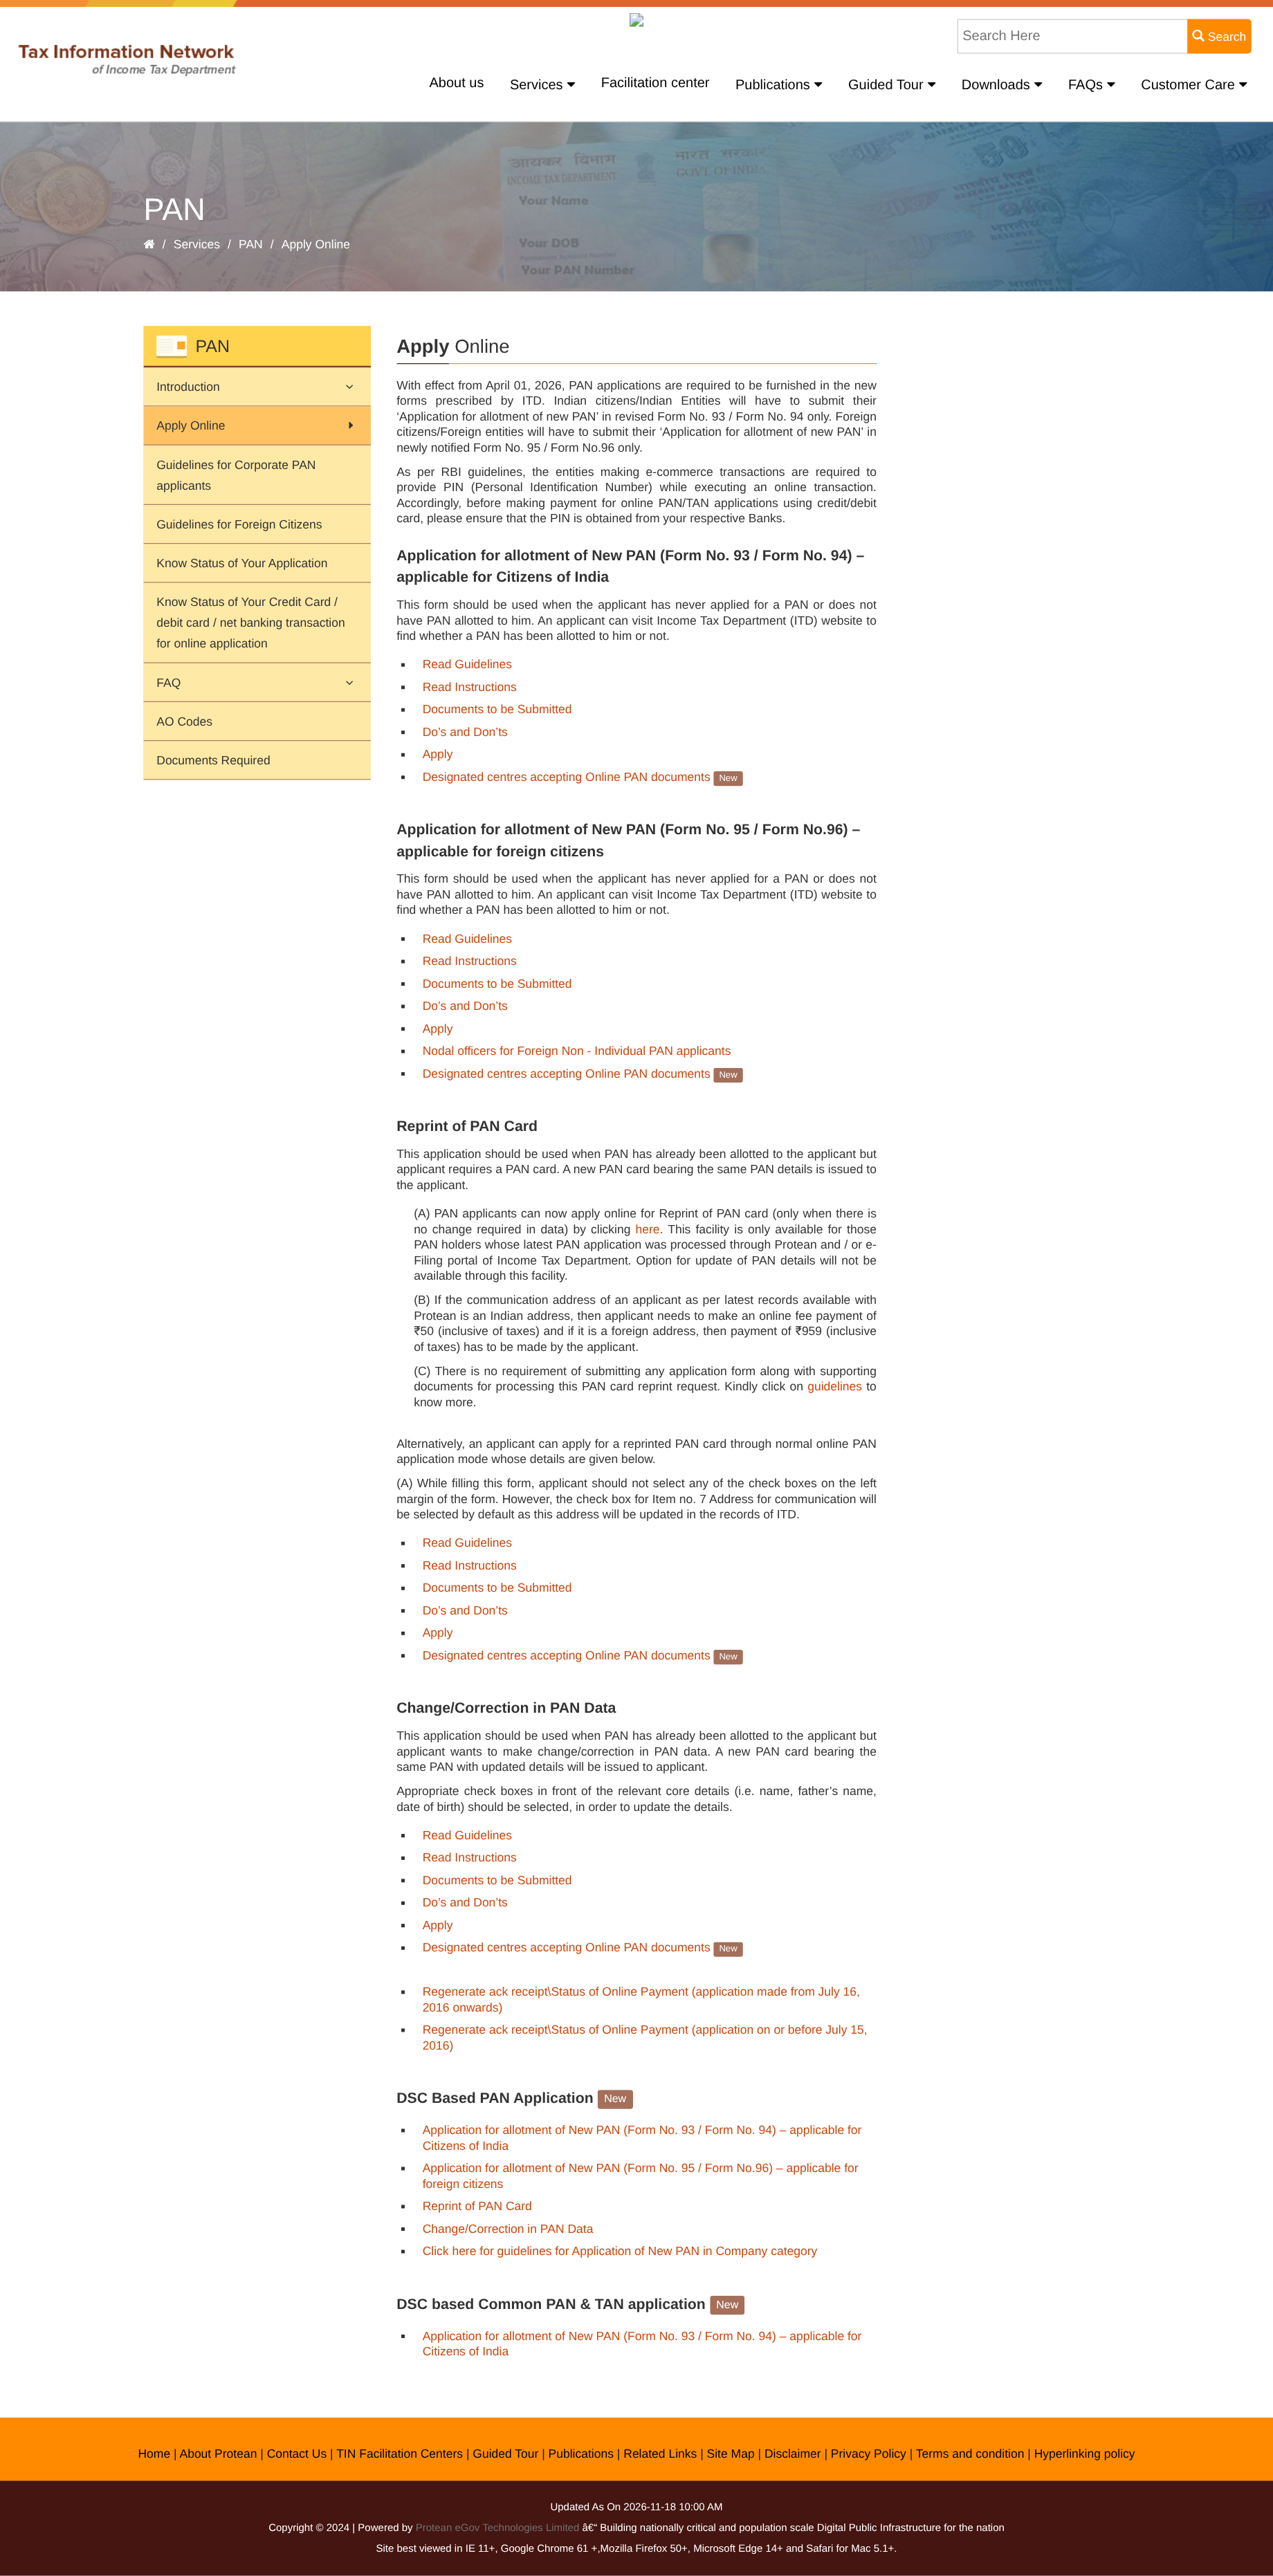 Tax Information Network
of Income Tax Department
Search Here
Search
About us
Services
Facilitation center
Publications
Guided Tour
Downloads
FAQs
Customer Care
आयकर विभाग
INCOME TAX DEPARTMENT
भारत सरकार
GOVT. OF INDIA
Your Name
Your DOB
Your PAN Number
PAN
/ Services / PAN / Apply Online
PAN
Introduction
Apply Online
Guidelines for Corporate PAN
applicants
Guidelines for Foreign Citizens
Know Status of Your Application
Know Status of Your Credit Card /
debit card / net banking transaction
for online application
FAQ
AO Codes
Documents Required
Apply Online
With effect from April 01, 2026, PAN applications are required to be furnished in the new
forms prescribed by ITD. Indian citizens/Indian Entities will have to submit their
‘Application for allotment of new PAN’ in revised Form No. 93 / Form No. 94 only. Foreign
citizens/Foreign entities will have to submit their ‘Application for allotment of new PAN’ in
newly notified Form No. 95 / Form No.96 only.
As per RBI guidelines, the entities making e-commerce transactions are required to
provide PIN (Personal Identification Number) while executing an online transaction.
Accordingly, before making payment for online PAN/TAN applications using credit/debit
card, please ensure that the PIN is obtained from your respective Banks.
Application for allotment of New PAN (Form No. 93 / Form No. 94) –
applicable for Citizens of India
This form should be used when the applicant has never applied for a PAN or does not
have PAN allotted to him. An applicant can visit Income Tax Department (ITD) website to
find whether a PAN has been allotted to him or not.
Read Guidelines
Read Instructions
Documents to be Submitted
Do’s and Don’ts
Apply
Designated centres accepting Online PAN documents New
Application for allotment of New PAN (Form No. 95 / Form No.96) –
applicable for foreign citizens
This form should be used when the applicant has never applied for a PAN or does not
have PAN allotted to him. An applicant can visit Income Tax Department (ITD) website to
find whether a PAN has been allotted to him or not.
Read Guidelines
Read Instructions
Documents to be Submitted
Do’s and Don’ts
Apply
Nodal officers for Foreign Non - Individual PAN applicants
Designated centres accepting Online PAN documents New
Reprint of PAN Card
This application should be used when PAN has already been allotted to the applicant but
applicant requires a PAN card. A new PAN card bearing the same PAN details is issued to
the applicant.
(A) PAN applicants can now apply online for Reprint of PAN card (only when there is
no change required in data) by clicking here. This facility is only available for those
PAN holders whose latest PAN application was processed through Protean and / or e-
Filing portal of Income Tax Department. Option for update of PAN details will not be
available through this facility.
(B) If the communication address of an applicant as per latest records available with
Protean is an Indian address, then applicant needs to make an online fee payment of
₹50 (inclusive of taxes) and if it is a foreign address, then payment of ₹959 (inclusive
of taxes) has to be made by the applicant.
(C) There is no requirement of submitting any application form along with supporting
documents for processing this PAN card reprint request. Kindly click on guidelines to
know more.
Alternatively, an applicant can apply for a reprinted PAN card through normal online PAN
application mode whose details are given below.
(A) While filling this form, applicant should not select any of the check boxes on the left
margin of the form. However, the check box for Item no. 7 Address for communication will
be selected by default as this address will be updated in the records of ITD.
Read Guidelines
Read Instructions
Documents to be Submitted
Do’s and Don’ts
Apply
Designated centres accepting Online PAN documents New
Change/Correction in PAN Data
This application should be used when PAN has already been allotted to the applicant but
applicant wants to make change/correction in PAN data. A new PAN card bearing the
same PAN with updated details will be issued to applicant.
Appropriate check boxes in front of the relevant core details (i.e. name, father’s name,
date of birth) should be selected, in order to update the details.
Read Guidelines
Read Instructions
Documents to be Submitted
Do’s and Don’ts
Apply
Designated centres accepting Online PAN documents New
Regenerate ack receipt\Status of Online Payment (application made from July 16,
2016 onwards)
Regenerate ack receipt\Status of Online Payment (application on or before July 15,
2016)
DSC Based PAN Application New
Application for allotment of New PAN (Form No. 93 / Form No. 94) – applicable for
Citizens of India
Application for allotment of New PAN (Form No. 95 / Form No.96) – applicable for
foreign citizens
Reprint of PAN Card
Change/Correction in PAN Data
Click here for guidelines for Application of New PAN in Company category
DSC based Common PAN & TAN application New
Application for allotment of New PAN (Form No. 93 / Form No. 94) – applicable for
Citizens of India
Home | About Protean | Contact Us | TIN Facilitation Centers | Guided Tour | Publications | Related Links | Site Map | Disclaimer | Privacy Policy | Terms and condition | Hyperlinking policy
Updated As On 2026-11-18 10:00 AM
Copyright © 2024 | Powered by Protean eGov Technologies Limited â€“ Building nationally critical and population scale Digital Public Infrastructure for the nation
Site best viewed in IE 11+, Google Chrome 61 +,Mozilla Firefox 50+, Microsoft Edge 14+ and Safari for Mac 5.1+.